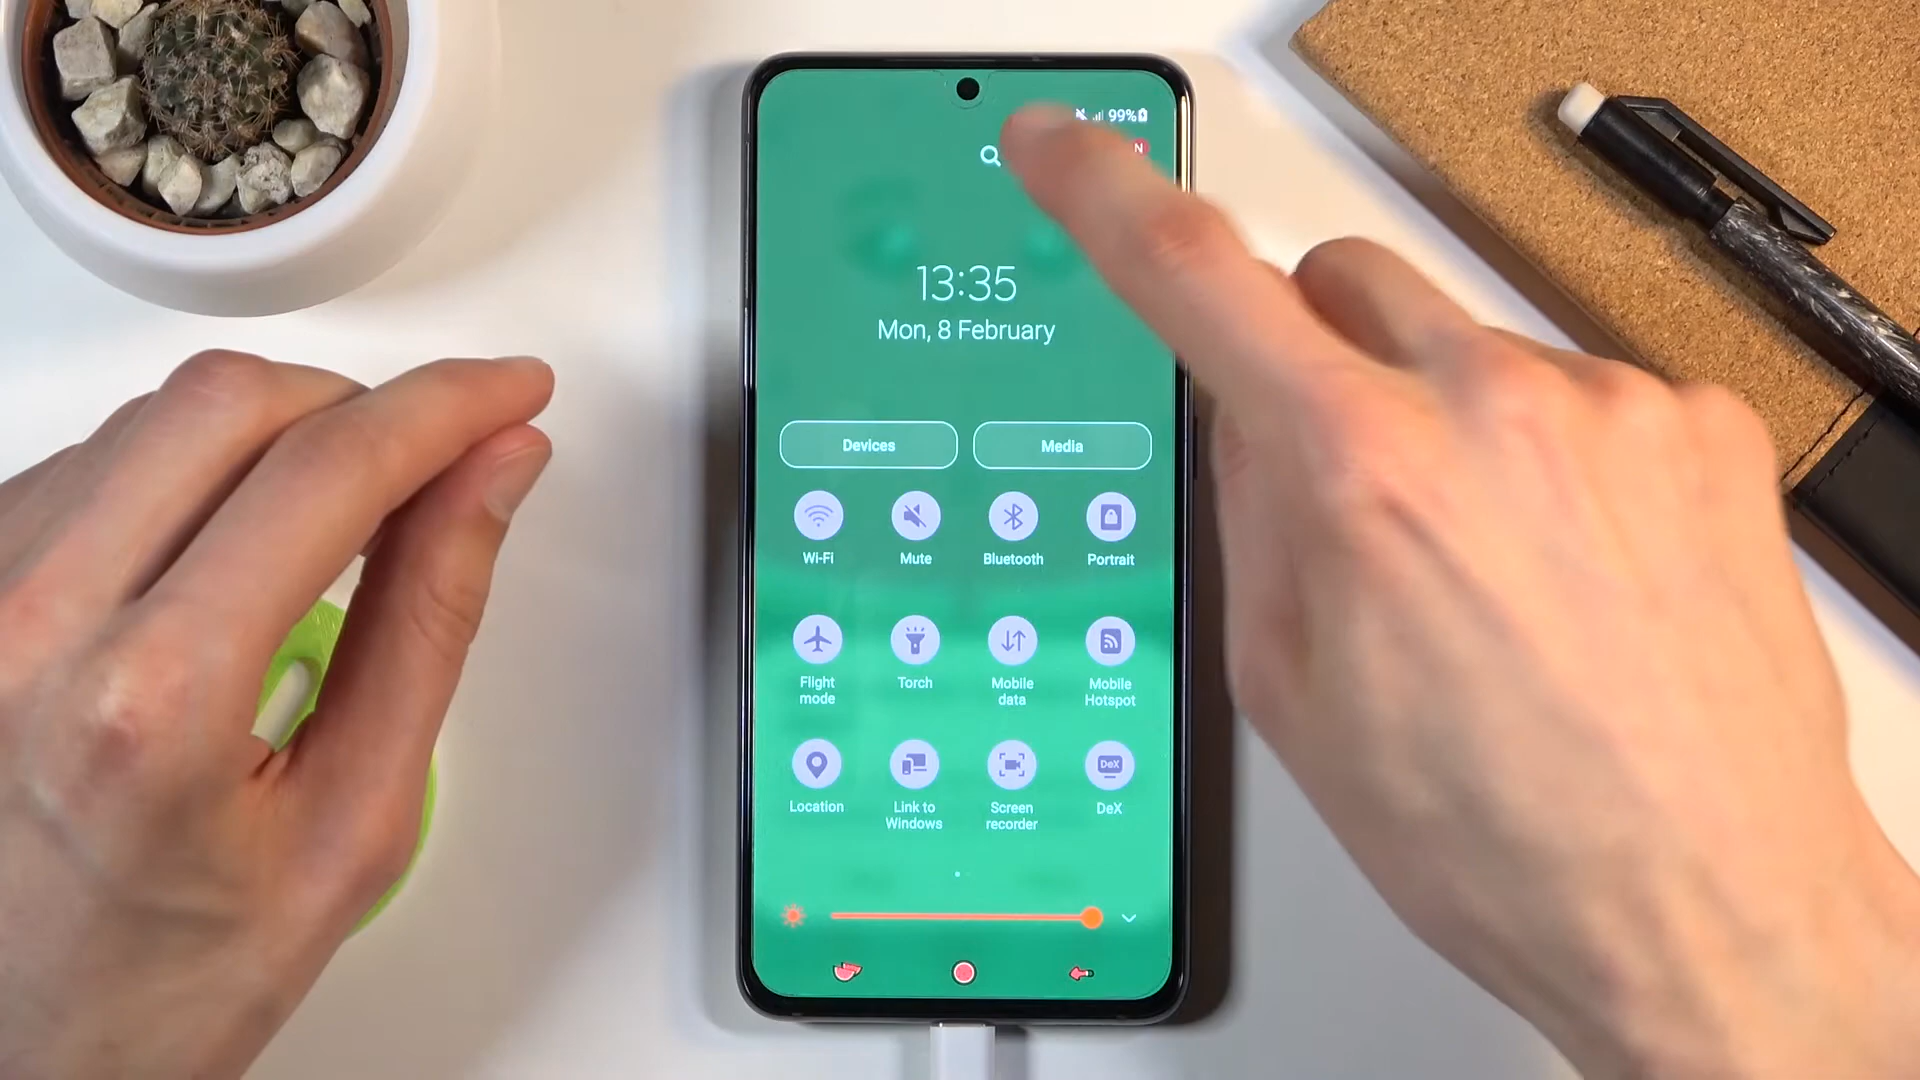 99%
N
13:35
Mon, 8 February
Devices Media
Wi-Fi Mute Bluetooth Portrait
Flight mode Torch Mobile data Mobile Hotspot
DeX
Location Link to Windows Screen recorder DeX